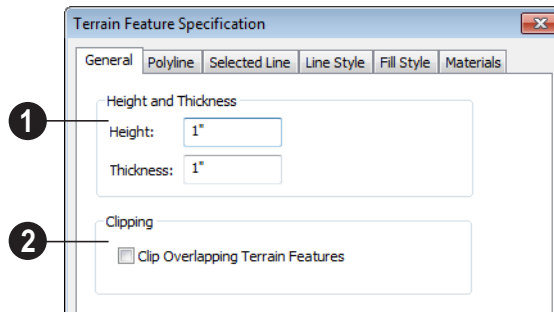 Terrain Feature Specification
General Polyline Selected Line Line Style Fill Style Materials
Height and Thickness
1
Height: 1"
Thickness: 1"
Clipping
2
Clip Overlapping Terrain Features